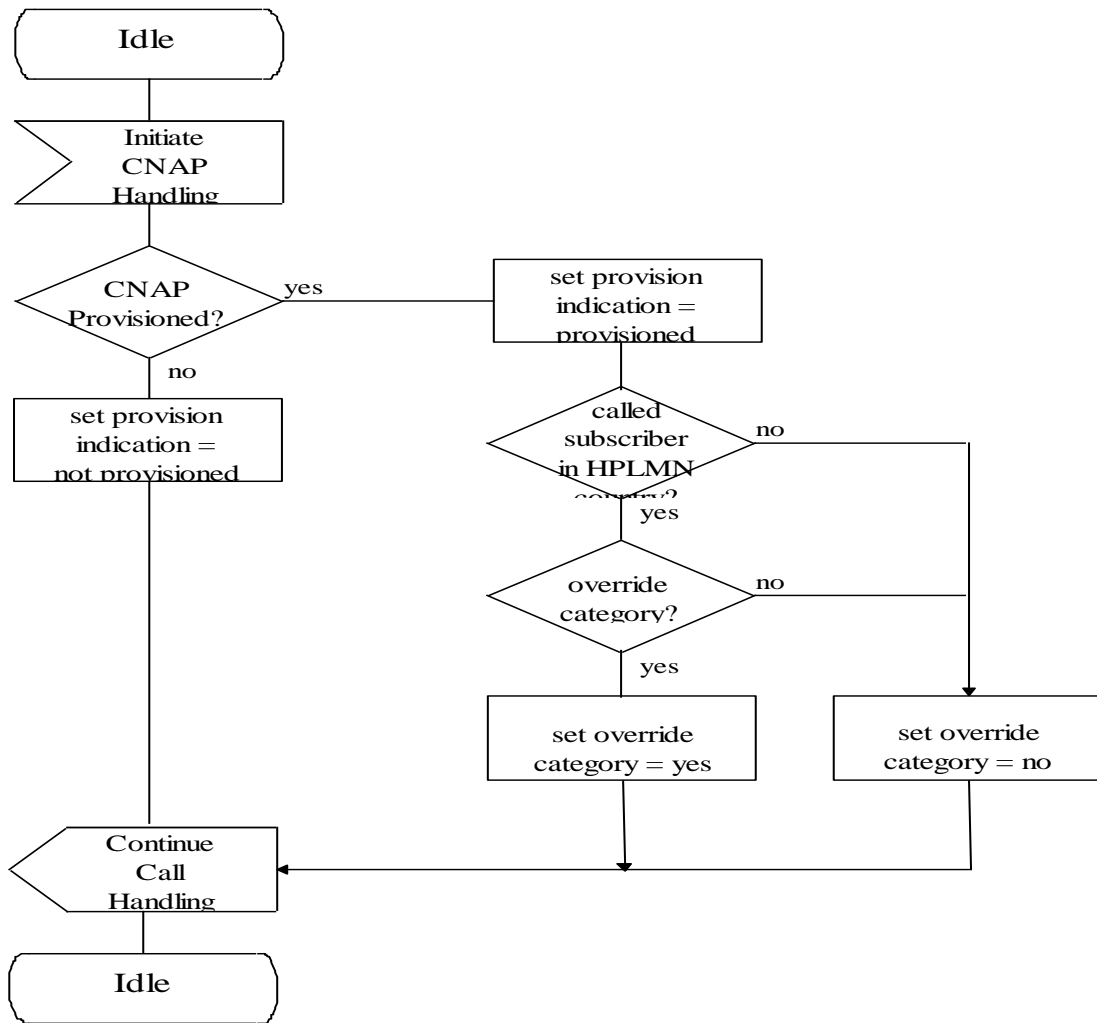 Idle
Initiate
CNAP
Handling
CNAP
Provisioned?
yes
no
set provision
indication =
provisioned
set provision
indication =
not provisioned
called
subscriber
in HPLMN
country?
no
yes
override
category?
no
yes
set override
category = yes
set override
category = no
Continue
Call
Handling
Idle